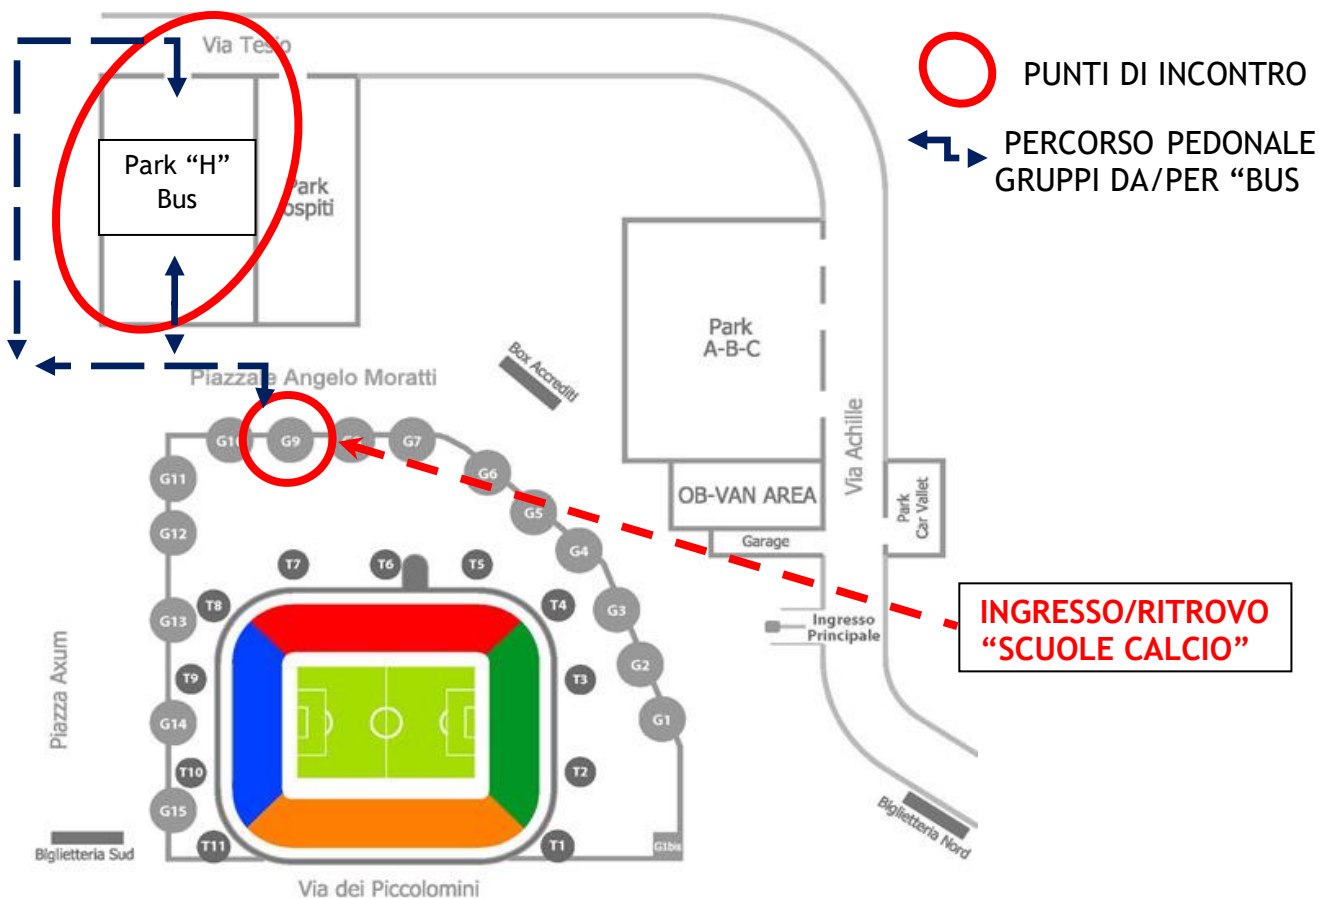 Via Tesio
PUNTI DI INCONTRO
PERCORSO PEDONALE
GRUPPI DA/PER “BUS
Park “H”
Bus
Park
ospiti
Park
A-B-C
Box Accrediti
Piazzale Angelo Moratti
Via Achille
G10
G9
G7
G6
G11
G5
G12
G4
OB-VAN AREA
Park
Car Vallet
Garage
T7
T6
T5
T8
T4
G3
G13
Ingresso
Principale
INGRESSO/RITROVO
“SCUOLE CALCIO”
G2
T9
T3
Piazza Axum
G14
G1
T10
T2
G15
Biglietteria Nord
Biglietteria Sud
T11
T1
G1bis
Via dei Piccolomini